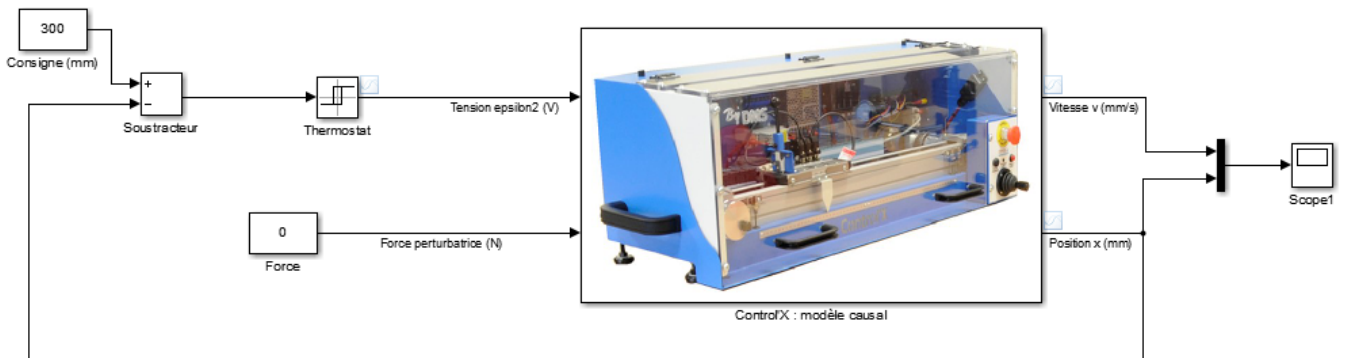 300
Consigne (mm)
+
−
Soustracteur
Thermostat
Tension epsilon2 (V)
0
Force
Force perturbatrice (N)
By DMS
Control'X
Vitesse v (mm/s)
Position x (mm)
Scope1
Control'X : modèle causal